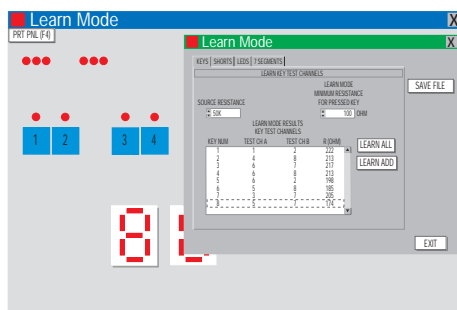 Learn Mode X
PRT PNL (F4)
Learn Mode X
KEYS SHORTS LEDS 7 SEGMENTS
LEARN KEY TEST CHANNELS
SAVE FILE
LEARN MODE
MINIMUM RESISTANCE
SOURCE RESISTANCE FOR PRESSED KEY
50K 100 OHM
LEARN MODE RESULTS
KEY TEST CHANNELS
KEY NUM TEST CH A TEST CH B R (OHM)
1 1 2 222
2 4 8 213
3 6 7 217
4 6 8 213
5 6 2 198
6 5 8 185
7 3 7 205
8 5 7 174
LEARN ALL
LEARN ADD
EXIT
1 2 3 4